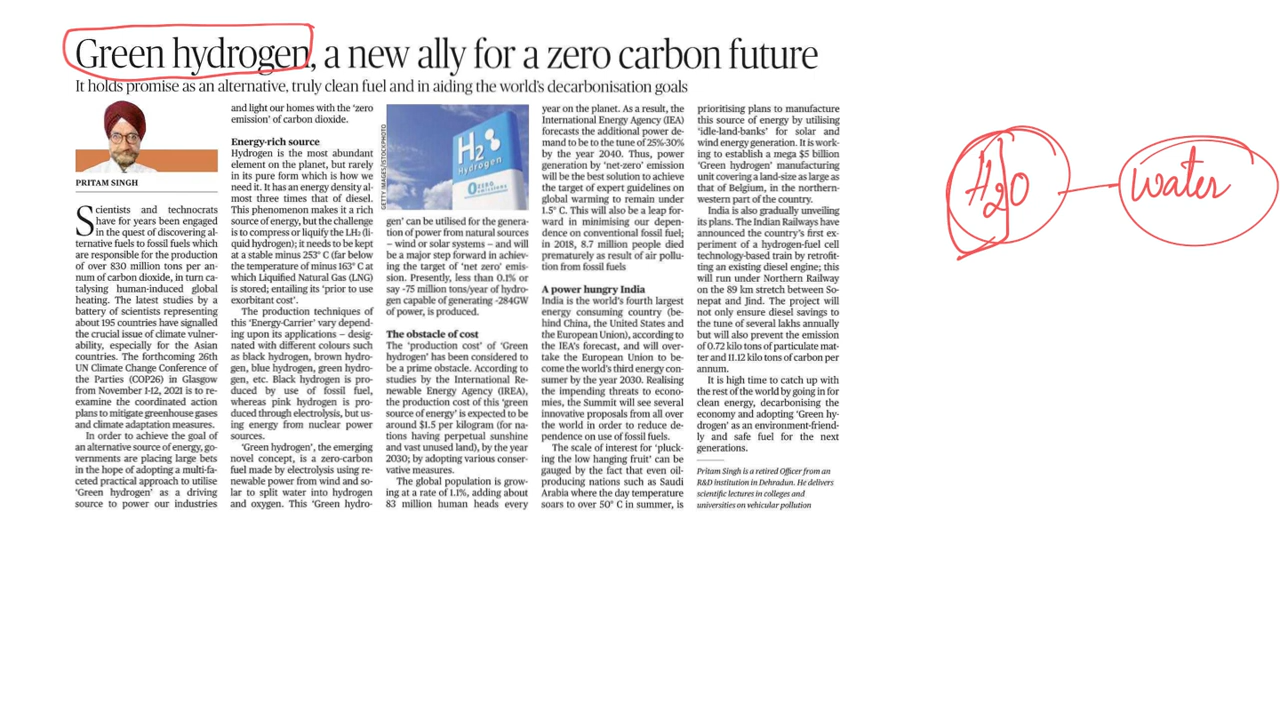 Green hydrogen, a new ally for a zero carbon future
It holds promise as an alternative, truly clean fuel and in aiding the world's decarbonisation goals
PRITAM SINGH
Scientists and technocrats
have for years been engaged
in the quest of discovering al-
ternative fuels to fossil fuels which
are responsible for the production
of over 830 million tons per an-
num of carbon dioxide, in turn ca-
talysing human-induced global
heating. The latest studies by a
battery of scientists representing
about 195 countries have signalled
the crucial issue of climate vulner-
ability, especially for the Asian
countries. The forthcoming 26th
UN Climate Change Conference of
the Parties (COP26) in Glasgow
from November 1-12, 2021 is to re-
examine the coordinated action
plans to mitigate greenhouse gases
and climate adaptation measures.
In order to achieve the goal of
an alternative source of energy, go-
vernments are placing large bets
in the hope of adopting a multi-fa-
ceted practical approach to utilise
'Green hydrogen' as a driving
source to power our industries
and light our homes with the 'zero
emission' of carbon dioxide.
Energy-rich source
Hydrogen is the most abundant
element on the planet, but rarely
in its pure form which is how we
need it. It has an energy density al-
most three times that of diesel.
This phenomenon makes it a rich
source of energy, but the challenge
is to compress or liquify the LH₂ (li-
quid hydrogen); it needs to be kept
at a stable minus 253° C (far below
the temperature of minus 163° C at
which Liquified Natural Gas (LNG)
is stored; entailing its 'prior to use
exorbitant cost'.
The production techniques of
this 'Energy-Carrier' vary depend-
ing upon its applications — desig-
nated with different colours such
as black hydrogen, brown hydro-
gen, blue hydrogen, green hydro-
gen, etc. Black hydrogen is pro-
duced by use of fossil fuel,
whereas pink hydrogen is pro-
duced through electrolysis, but us-
ing energy from nuclear power
sources.
'Green hydrogen', the emerging
novel concept, is a zero-carbon
fuel made by electrolysis using re-
newable power from wind and so-
lar to split water into hydrogen
and oxygen. This 'Green hydro-
GETTY IMAGES/ISTOCKPHOTO
H2
Hydrogen
ZERO
emissions
gen' can be utilised for the genera-
tion of power from natural sources
— wind or solar systems — and will
be a major step forward in achiev-
ing the target of 'net zero' emis-
sion. Presently, less than 0.1% or
say ~75 million tons/year of hydro-
gen capable of generating ~284GW
of power, is produced.
The obstacle of cost
The 'production cost' of 'Green
hydrogen' has been considered to
be a prime obstacle. According to
studies by the International Re-
newable Energy Agency (IREA),
the production cost of this 'green
source of energy' is expected to be
around $1.5 per kilogram (for na-
tions having perpetual sunshine
and vast unused land), by the year
2030; by adopting various conser-
vative measures.
The global population is grow-
ing at a rate of 1.1%, adding about
83 million human heads every
year on the planet. As a result, the
International Energy Agency (IEA)
forecasts the additional power de-
mand to be to the tune of 25%-30%
by the year 2040. Thus, power
generation by 'net-zero' emission
will be the best solution to achieve
the target of expert guidelines on
global warming to remain under
1.5° C. This will also be a leap for-
ward in minimising our depen-
dence on conventional fossil fuel;
in 2018, 8.7 million people died
prematurely as result of air pollu-
tion from fossil fuels
A power hungry India
India is the world's fourth largest
energy consuming country (be-
hind China, the United States and
the European Union), according to
the IEA's forecast, and will over-
take the European Union to be-
come the world's third energy con-
sumer by the year 2030. Realising
the impending threats to econo-
mies, the Summit will see several
innovative proposals from all over
the world in order to reduce de-
pendence on use of fossil fuels.
The scale of interest for 'pluck-
ing the low hanging fruit' can be
gauged by the fact that even oil-
producing nations such as Saudi
Arabia where the day temperature
soars to over 50° C in summer, is
prioritising plans to manufacture
this source of energy by utilising
'idle-land-banks' for solar and
wind energy generation. It is work-
ing to establish a mega $5 billion
'Green hydrogen' manufacturing
unit covering a land-size as large as
that of Belgium, in the northern-
western part of the country.
India is also gradually unveiling
its plans. The Indian Railways have
announced the country's first ex-
periment of a hydrogen-fuel cell
technology-based train by retrofit-
ting an existing diesel engine; this
will run under Northern Railway
on the 89 km stretch between So-
nepat and Jind. The project will
not only ensure diesel savings to
the tune of several lakhs annually
but will also prevent the emission
of 0.72 kilo tons of particulate mat-
ter and 11.12 kilo tons of carbon per
annum.
It is high time to catch up with
the rest of the world by going in for
clean energy, decarbonising the
economy and adopting 'Green hy-
drogen' as an environment-friend-
ly and safe fuel for the next
generations.
Pritam Singh is a retired Officer from an
R&D institution in Dehradun. He delivers
scientific lectures in colleges and
universities on vehicular pollution
H2O
water